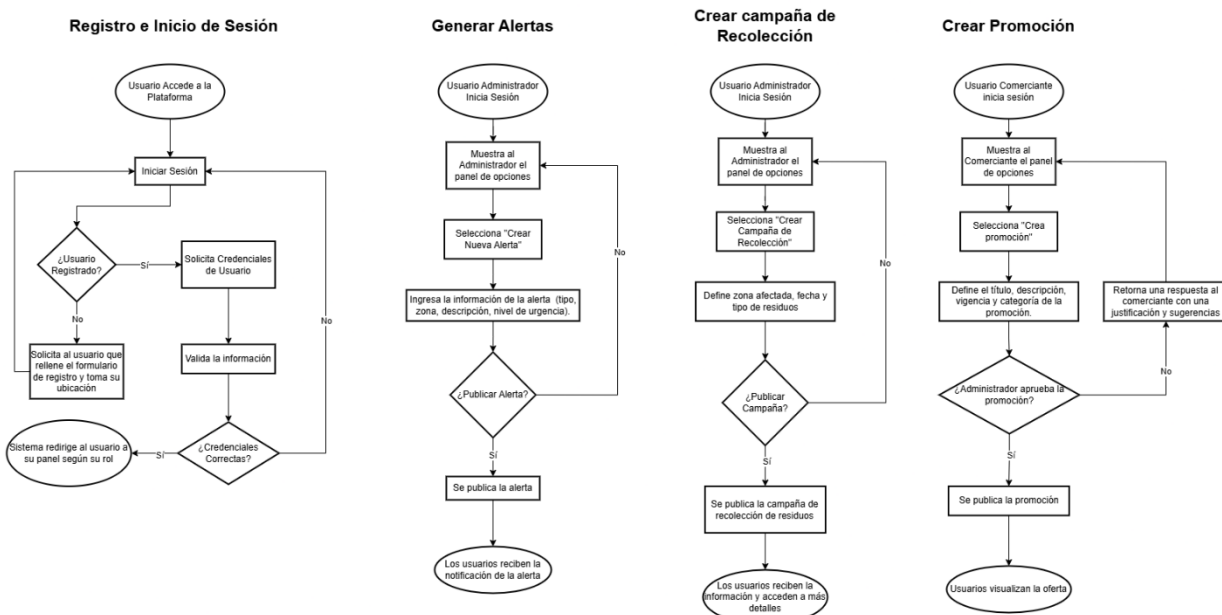 Registro e Inicio de Sesión
Usuario Accede a la
Plataforma
Iniciar Sesión
¿Usuario
Registrado?
Sí
Solicita Credenciales
de Usuario
No
No
Solicita al usuario que
rellene el formulario
de registro y toma su
ubicación
Valida la información
¿Credenciales
Correctas?
Sí
Sistema redirige al usuario a
su panel según su rol
Generar Alertas
Usuario Administrador
Inicia Sesión
Muestra al
Administrador el
panel de opciones
Selecciona "Crear
Nueva Alerta"
No
Ingresa la información de la alerta (tipo,
zona, descripción, nivel de urgencia).
¿Publicar Alerta?
Sí
Se publica la alerta
Los usuarios reciben la
notificación de la alerta
Crear campaña de
Recolección
Usuario Administrador
Inicia Sesión
Muestra al
Administrador el
panel de opciones
Selecciona "Crear
Campaña de
Recolección"
No
Define zona afectada, fecha y
tipo de residuos
¿Publicar
Campaña?
Sí
Se publica la campaña de
recolección de residuos
Los usuarios reciben la
información y acceden a más
detalles
Crear Promoción
Usuario Comerciante
inicia sesión
Muestra al
Comerciante el panel
de opciones
Selecciona "Crea
promoción"
Define el título, descripción,
vigencia y categoría de la
promoción.
Retorna una respuesta al
comerciante con una
justificación y sugerencias
No
¿Administrador aprueba la
promoción?
Sí
Se publica la promoción
Usuarios visualizan la oferta